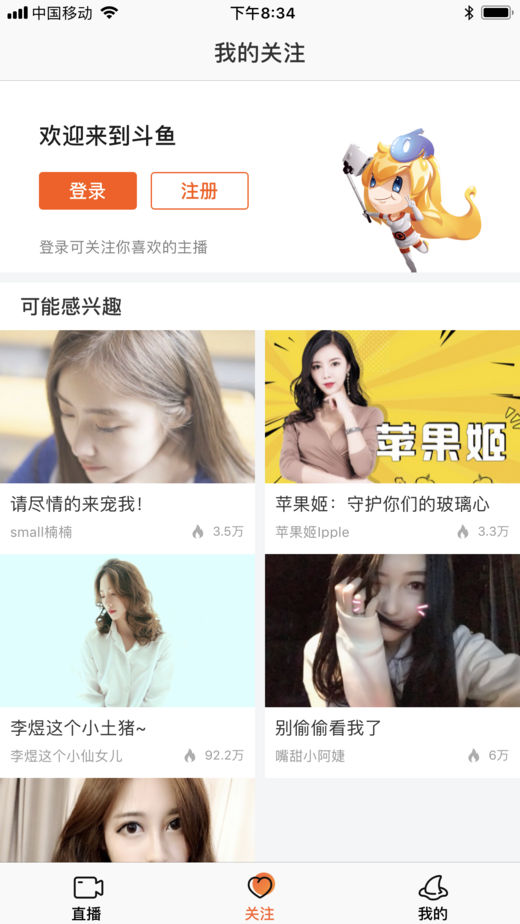 中国移动
下午8:34
我的关注
欢迎来到斗鱼
登录
注册
登录可关注你喜欢的主播
可能感兴趣
苹果姬
请尽情的来宠我!
small楠楠
3.5万
苹果姬：守护你们的玻璃心
苹果姬Ipple
3.3万
李煜这个小土猪~
李煜这个小仙女儿
92.2万
别偷偷看我了
嘴甜小阿婕
6万
直播
关注
我的